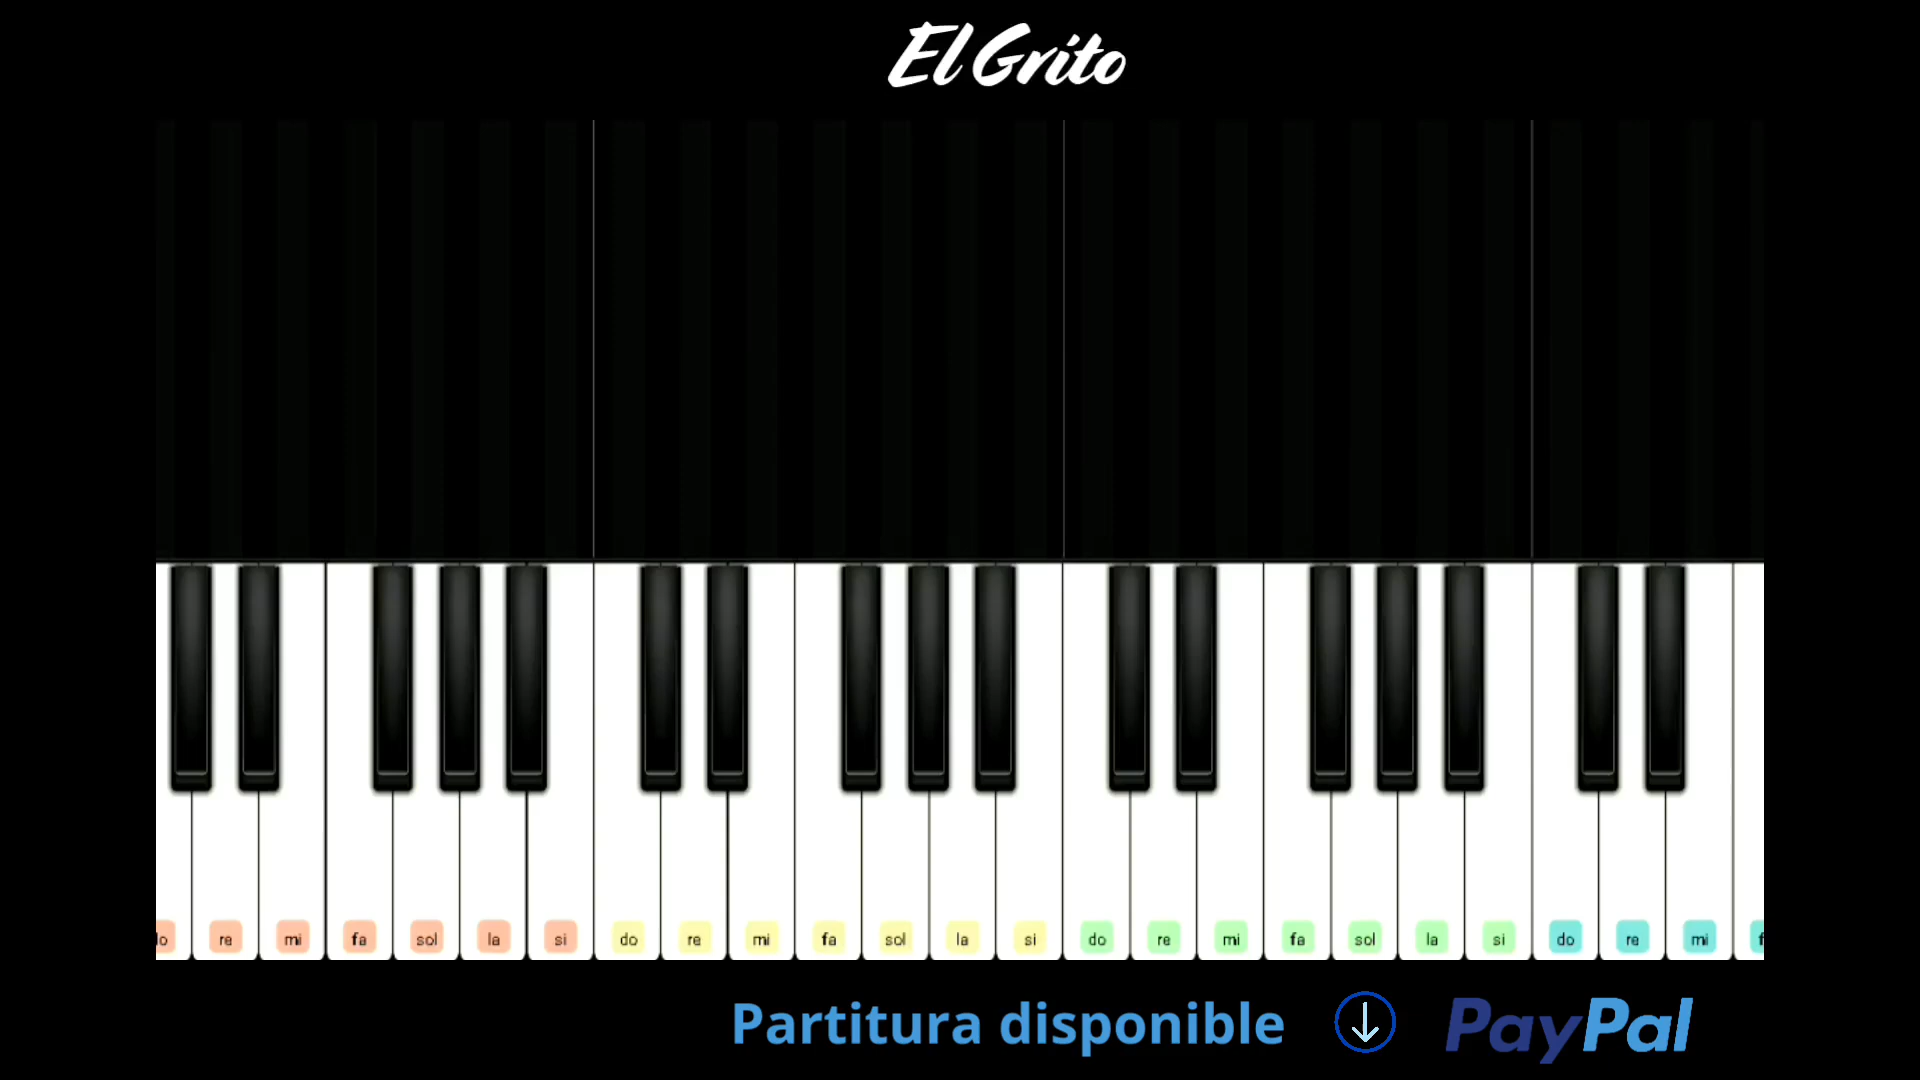 El Grito
lo re mi fa sol la si do re mi fa sol la si do re mi fa sol la si do re mi f
Partitura disponible PayPal